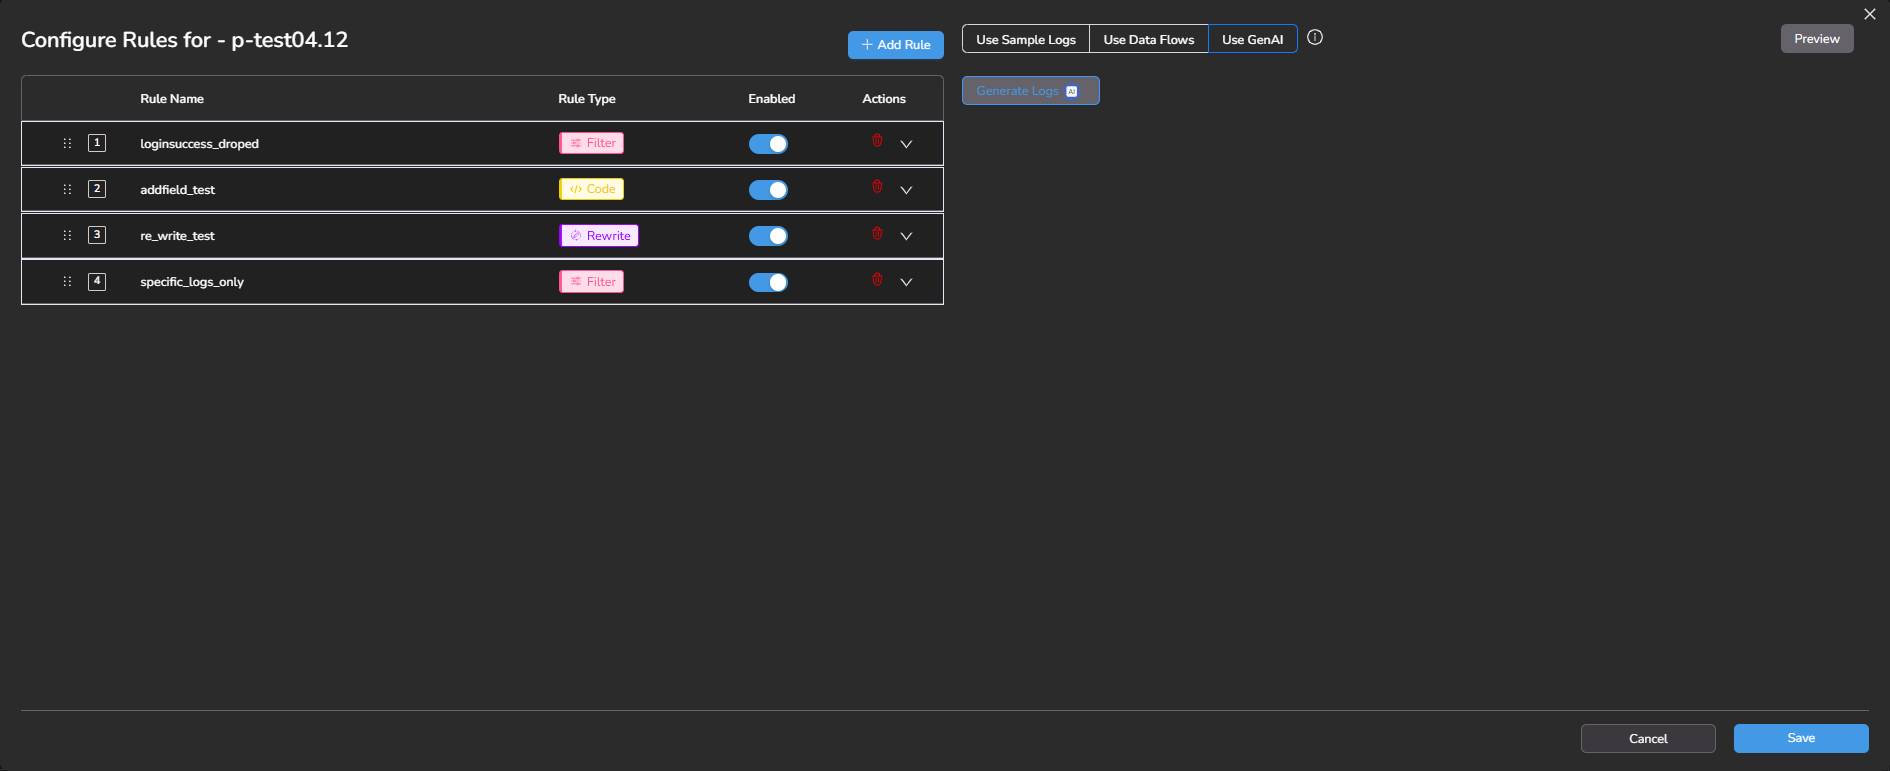 Configure Rules for - p-test04.12
+ Add Rule
Use Sample Logs Use Data Flows Use GenAI
Preview
Generate Logs AI
Rule Name Rule Type Enabled Actions
1 loginsuccess_droped Filter
2 addfield_test </> Code
3 re_write_test Rewrite
4 specific_logs_only Filter
Cancel Save